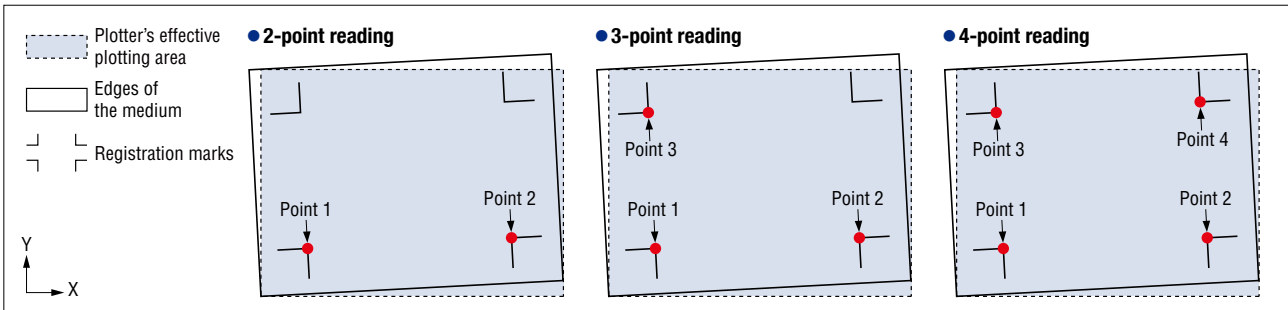 Plotter's effective
plotting area
Edges of
the medium
Registration marks
Y
X
● 2-point reading
Point 1
Point 2
● 3-point reading
Point 3
Point 1
Point 2
● 4-point reading
Point 3
Point 4
Point 1
Point 2